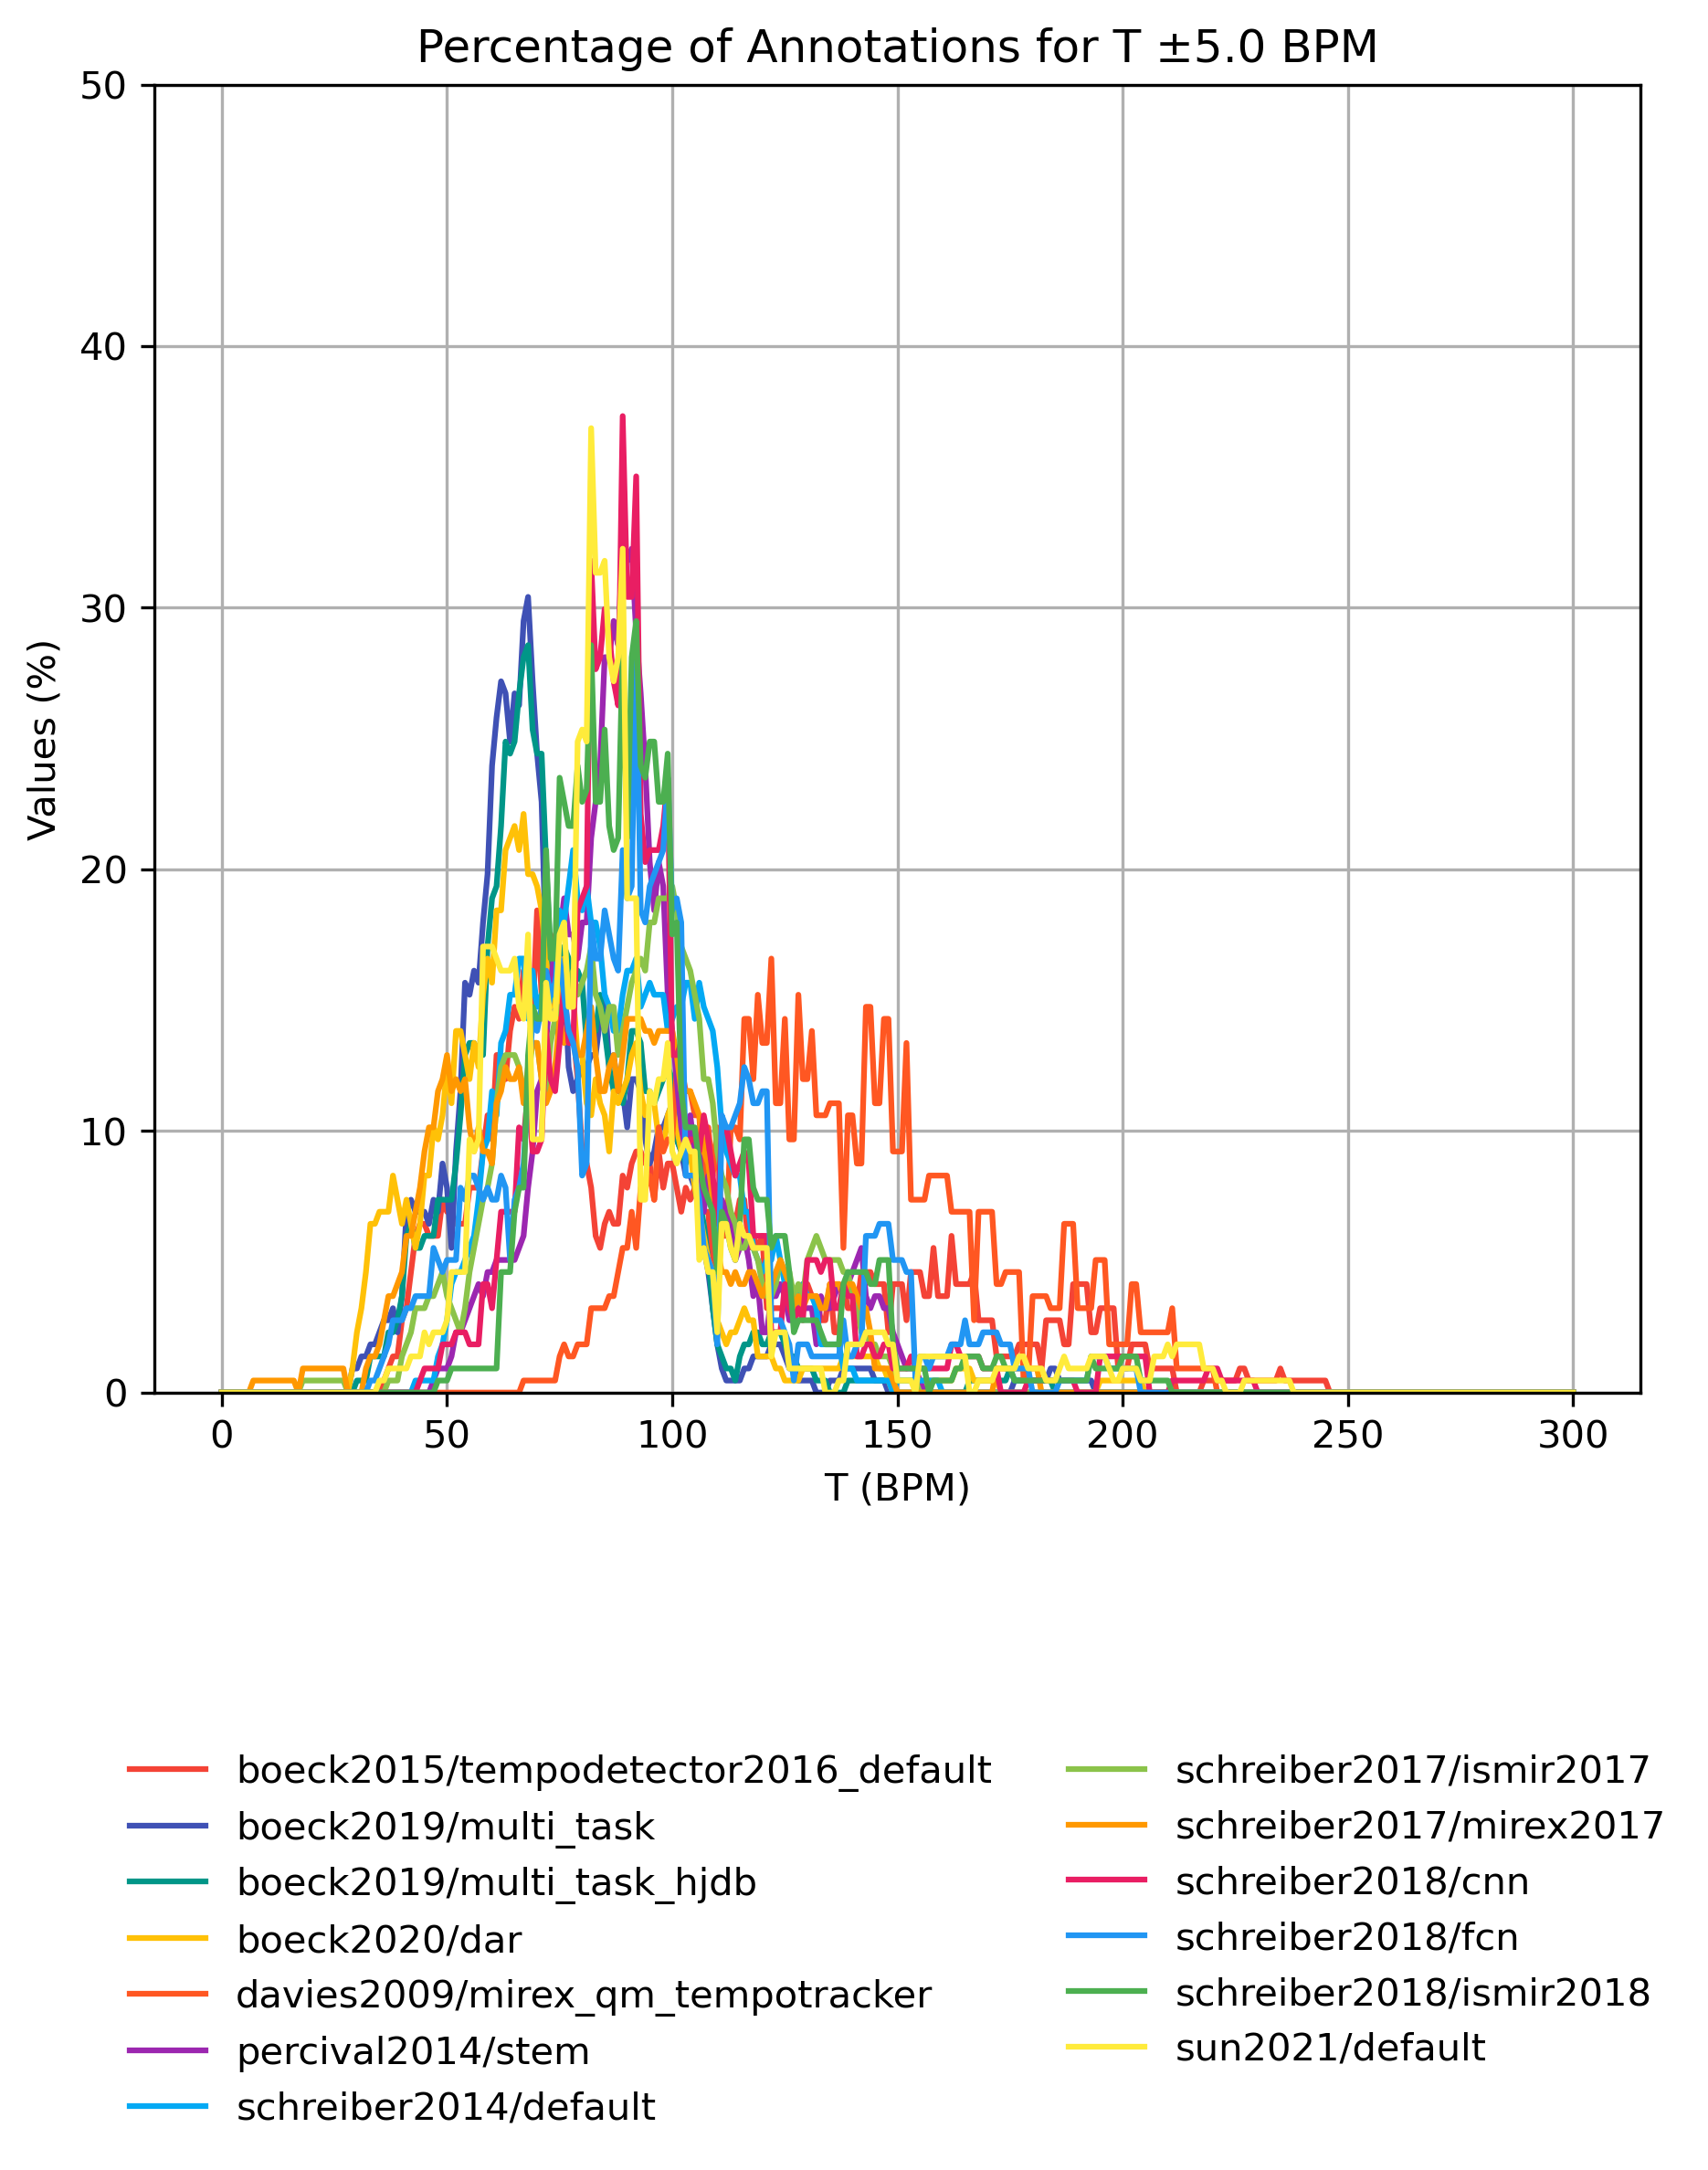 Percentage of Annotations for T ±5.0 BPM
50
40
30
20
10
0
Values (%)
0 50 100 150 200 250 300
T (BPM)
boeck2015/tempodetector2016_default
boeck2019/multi_task
boeck2019/multi_task_hjdb
boeck2020/dar
davies2009/mirex_qm_tempotracker
percival2014/stem
schreiber2014/default
schreiber2017/ismir2017
schreiber2017/mirex2017
schreiber2018/cnn
schreiber2018/fcn
schreiber2018/ismir2018
sun2021/default